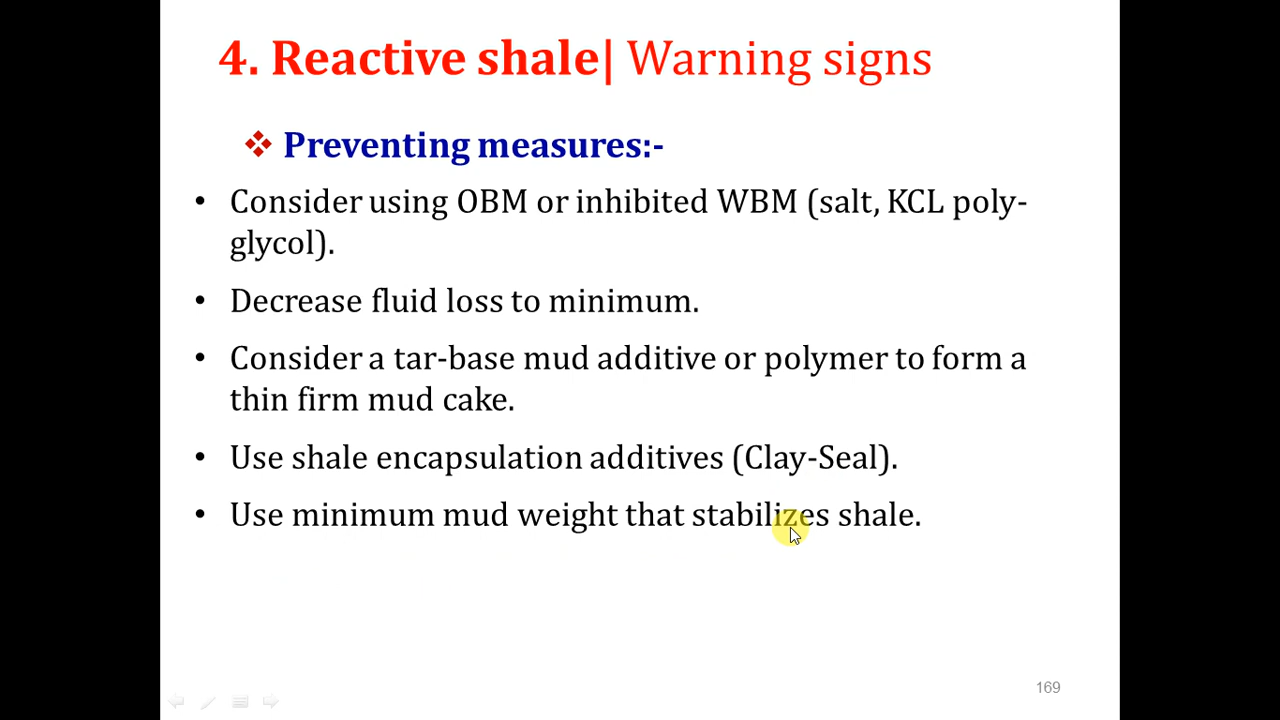 4. Reactive shale| Warning signs
❖ Preventing measures:-
• Consider using OBM or inhibited WBM (salt, KCL poly-
glycol).
• Decrease fluid loss to minimum.
• Consider a tar-base mud additive or polymer to form a
thin firm mud cake.
• Use shale encapsulation additives (Clay-Seal).
• Use minimum mud weight that stabilizes shale.
169